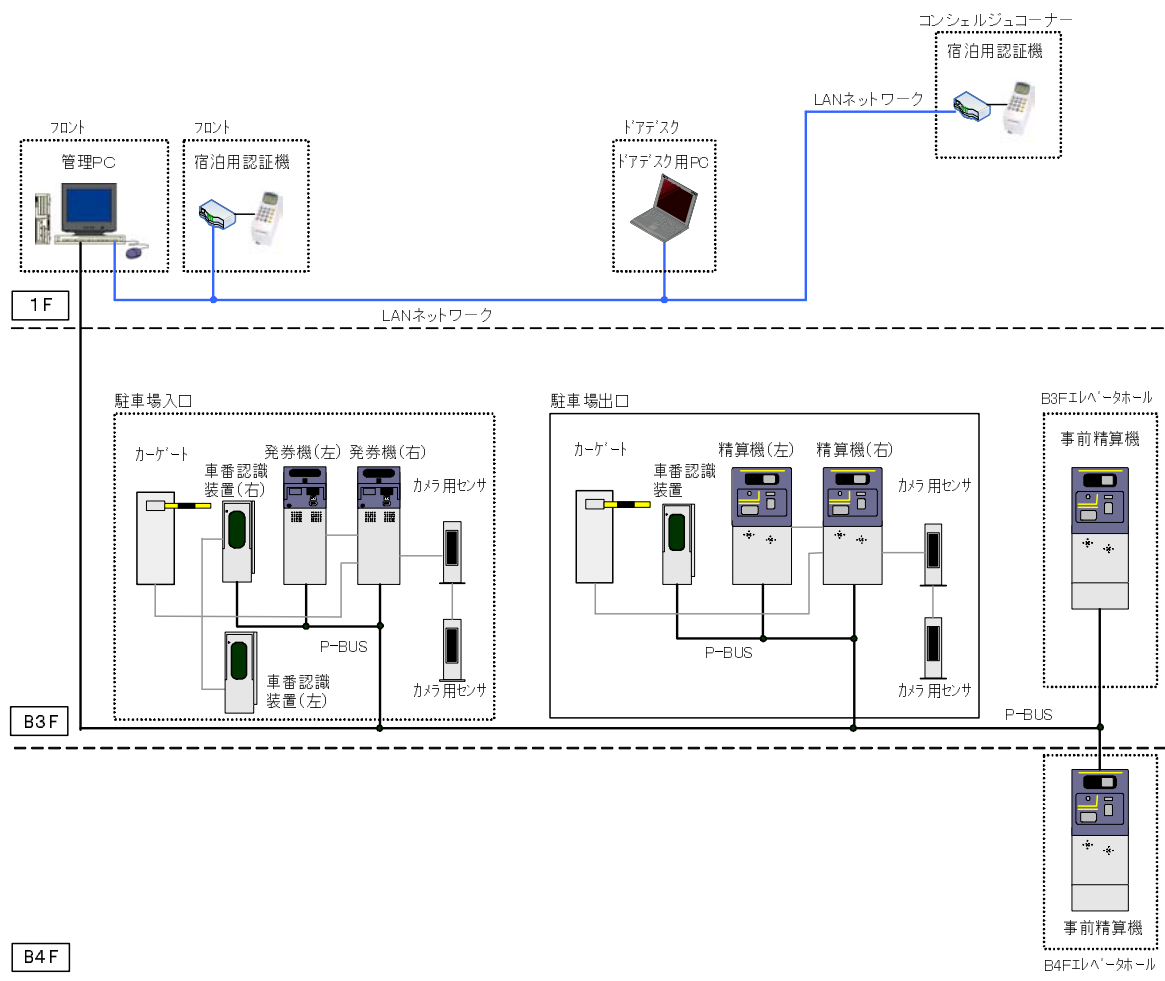 コンシェルジュコーナー
宿泊用認証機
LANネットワーク
フロント
管理PC
フロント
宿泊用認証機
ドアデスク
ドアデスク用PC
1F
LANネットワーク
駐車場入口
カーゲート
車番認識
装置(右)
発券機(左)
発券機(右)
カメラ用センサ
P-BUS
車番認識
装置(左)
カメラ用センサ
駐車場出口
カーゲート
車番認識
装置
精算機(左)
精算機(右)
カメラ用センサ
P-BUS
カメラ用センサ
B3Fエレベータホール
事前精算機
B3F
P-BUS
事前精算機
B4Fエレベータホール
B4F